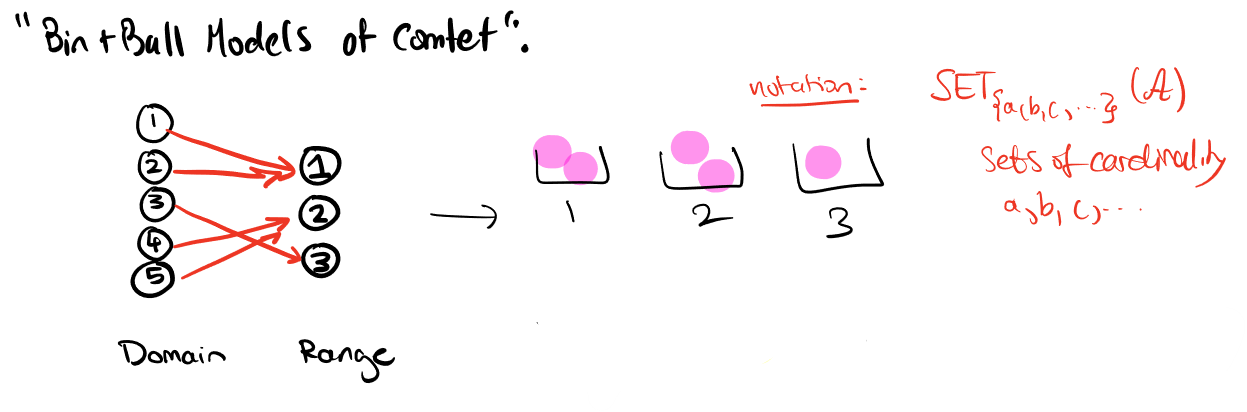 "Bin + Ball Models of Comtet":
notation:
SET_{a,b,c,...} (A)
Sets of cardinality
a, b, c, ...
1
2
3
4
5
1
2
3
1
2
3
Domain
Range